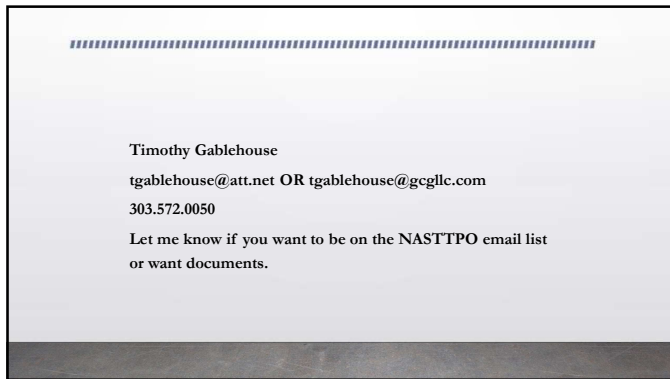 Timothy Gablehouse
tgablehouse@att.net OR tgablehouse@gcgllc.com
303.572.0050
Let me know if you want to be on the NASTTPO email list
or want documents.